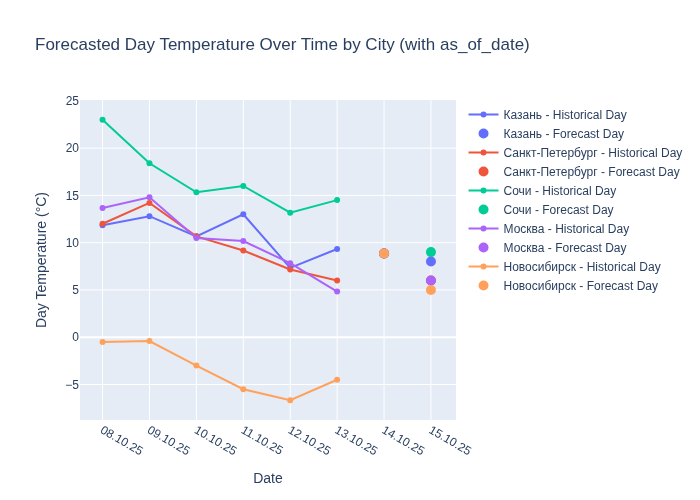 Forecasted Day Temperature Over Time by City (with as_of_date)
25
20
15
10
5
0
−5
Day Temperature (°C)
08.10.25
09.10.25
10.10.25
11.10.25
12.10.25
13.10.25
14.10.25
15.10.25
Date
Казань - Historical Day
Казань - Forecast Day
Санкт-Петербург - Historical Day
Санкт-Петербург - Forecast Day
Сочи - Historical Day
Сочи - Forecast Day
Москва - Historical Day
Москва - Forecast Day
Новосибирск - Historical Day
Новосибирск - Forecast Day